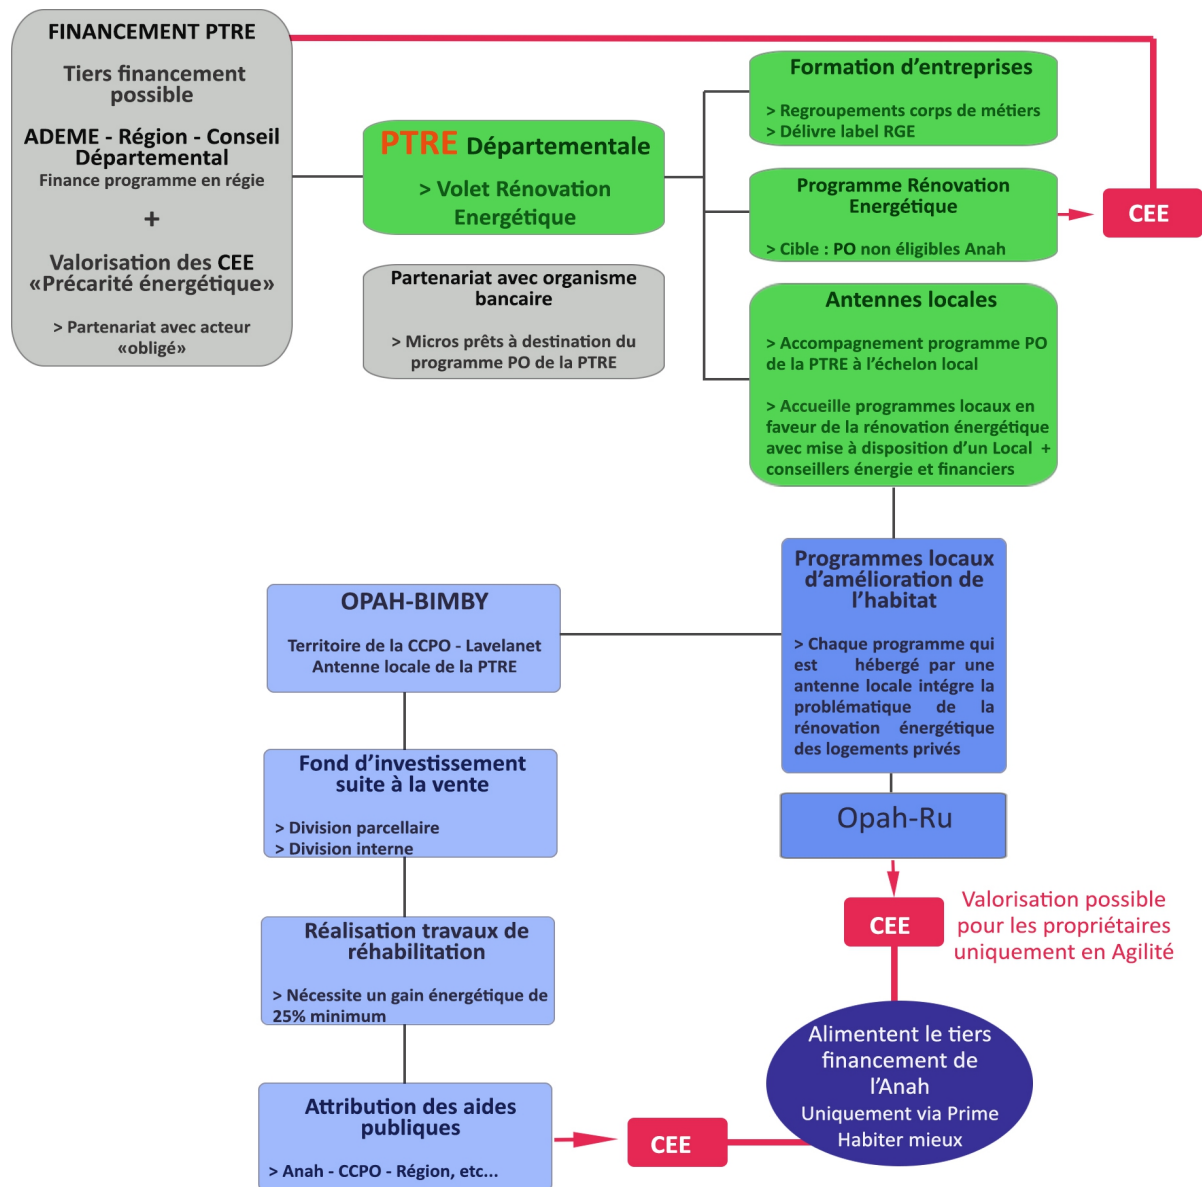 FINANCEMENT PTRE
Tiers financement
possible
ADEME - Région - Conseil
Départemental
Finance programme en régie
+
Valorisation des CEE
«Précarité énergétique»
> Partenariat avec acteur
«obligé»
PTRE Départementale
> Volet Rénovation
Energétique
Partenariat avec organisme
bancaire
> Micros prêts à destination du
programme PO de la PTRE
Formation d'entreprises
> Regroupements corps de métiers
> Délivre label RGE
Programme Rénovation
Energétique
> Cible : PO non éligibles Anah
CEE
Antennes locales
> Accompagnement programme PO
de la PTRE à l'échelon local
> Accueille programmes locaux en
faveur de la rénovation énergétique
avec mise à disposition d'un Local +
conseillers énergie et financiers
Programmes locaux
d'amélioration de
l'habitat
> Chaque programme qui
est hébergé par une
antenne locale intégre la
problématique de la
rénovation énergétique
des logements privés
OPAH-BIMBY
Territoire de la CCPO - Lavelanet
Antenne locale de la PTRE
Fond d'investissement
suite à la vente
> Division parcellaire
> Division interne
Réalisation travaux de
réhabilitation
> Nécessite un gain énergétique de
25% minimum
Attribution des aides
publiques
> Anah - CCPO - Région, etc...
CEE
Opah-Ru
CEE
Valorisation possible
pour les propriétaires
uniquement en Agilité
Alimentent le tiers
financement de
l'Anah
Uniquement via Prime
Habiter mieux